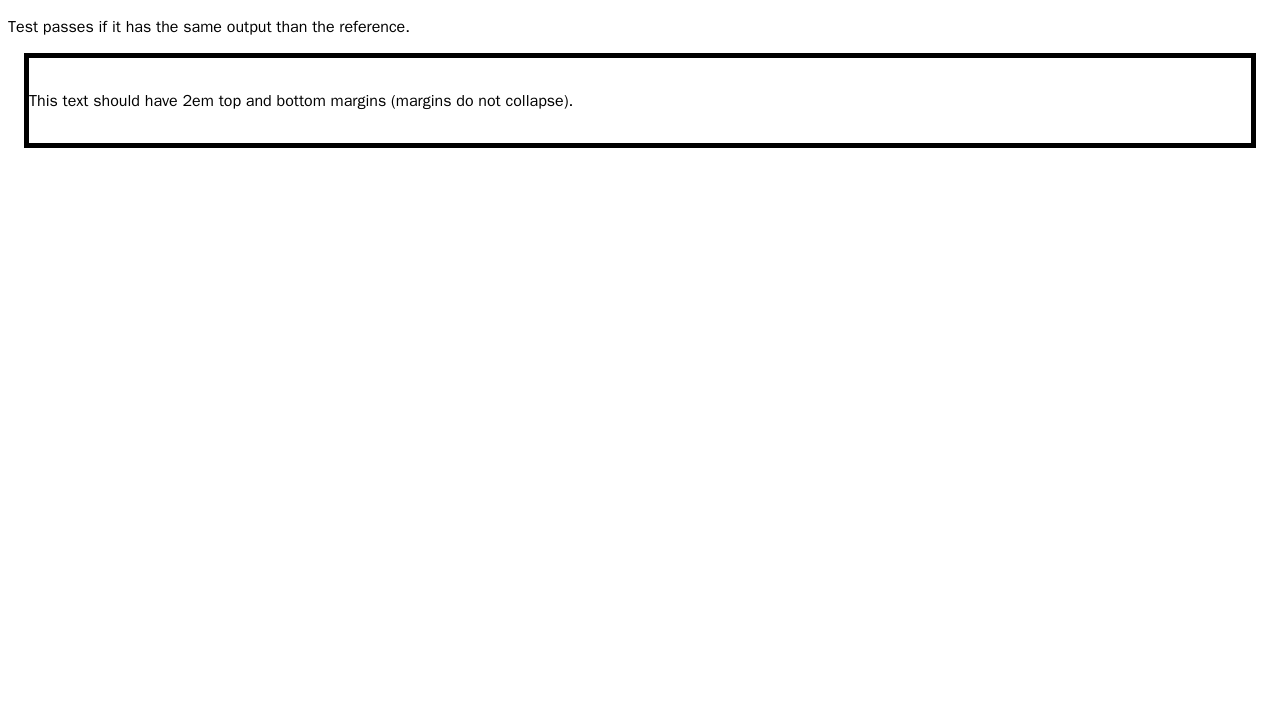 Test passes if it has the same output than the reference.
This text should have 2em top and bottom margins (margins do not collapse).